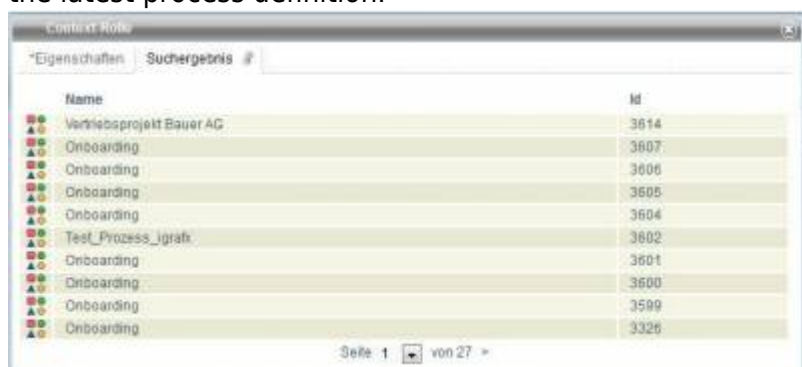 the latest process definition.
Context Rolle
*Eigenschaften Suchergebnis
Name Id
Vertriebsprojekt Bauer AG 3614
Onboarding 3607
Onboarding 3606
Onboarding 3605
Onboarding 3604
Test_Prozess_igrafx 3602
Onboarding 3601
Onboarding 3600
Onboarding 3599
Onboarding 3326
Seite 1 von 27 >